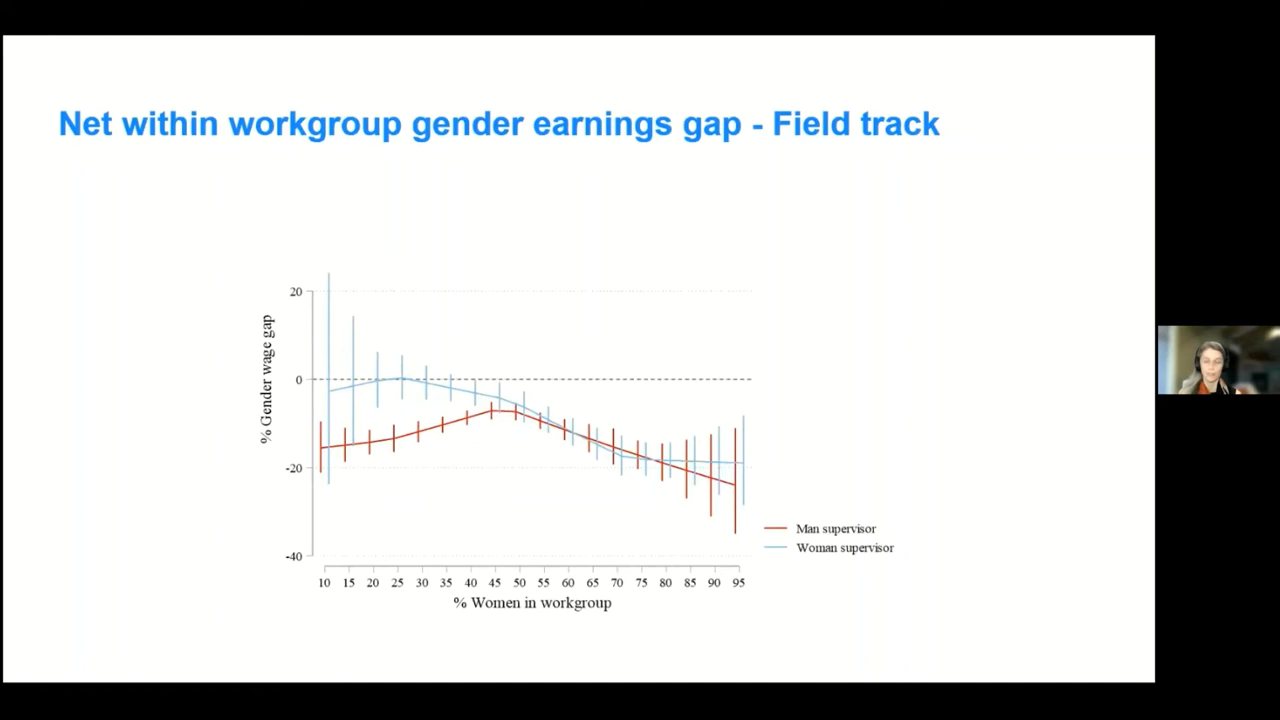 Net within workgroup gender earnings gap - Field track
% Gender wage gap
20
0
-20
-40
10 15 20 25 30 35 40 45 50 55 60 65 70 75 80 85 90 95
% Women in workgroup
Man supervisor
Woman supervisor